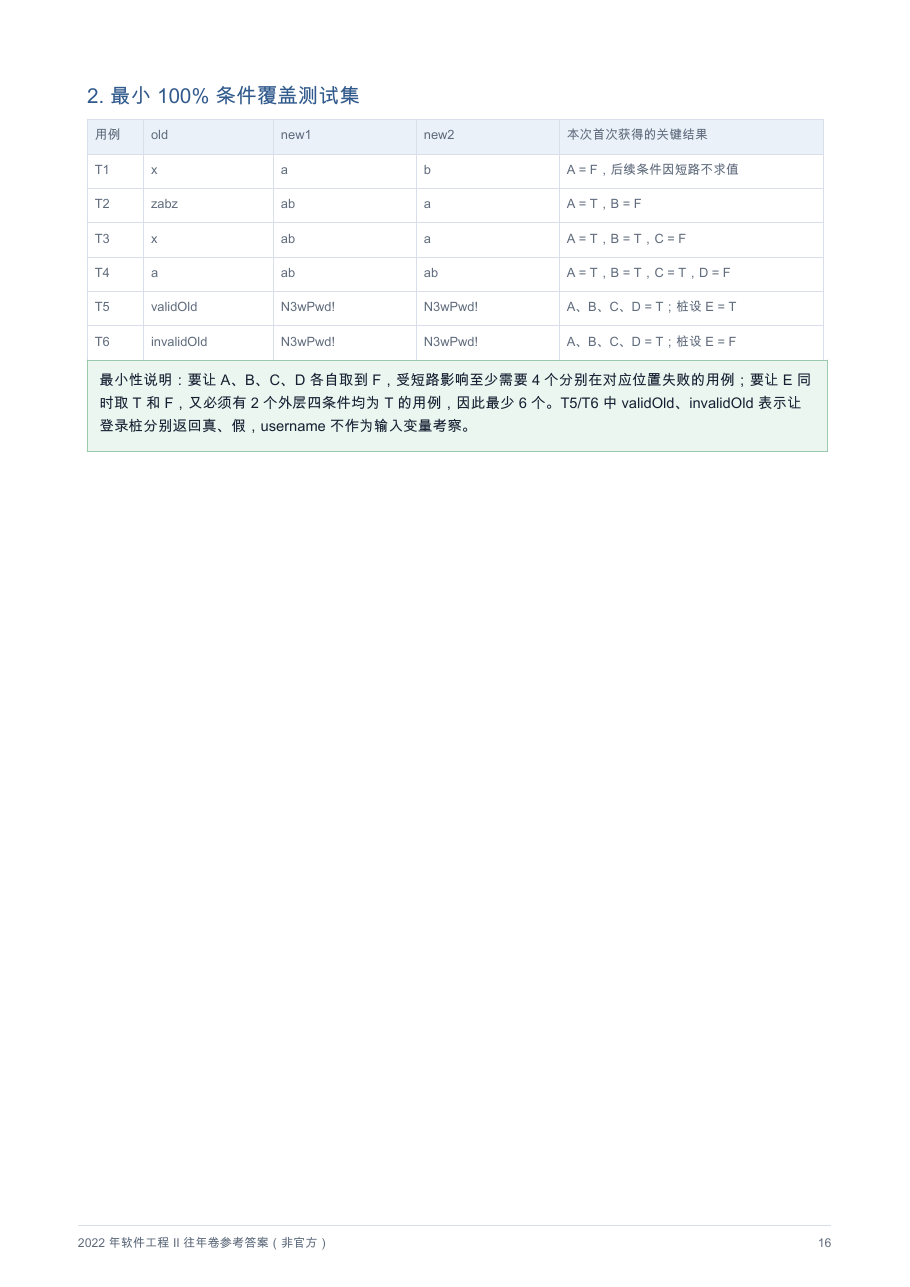 2. 最小 100% 条件覆盖测试集
用例 old new1 new2 本次首次获得的关键结果
T1 x a b A = F，后续条件因短路不求值
T2 zabz ab a A = T，B = F
T3 x ab a A = T，B = T，C = F
T4 a ab ab A = T，B = T，C = T，D = F
T5 validOld N3wPwd! N3wPwd! A、B、C、D = T；桩设 E = T
T6 invalidOld N3wPwd! N3wPwd! A、B、C、D = T；桩设 E = F
最小性说明：要让 A、B、C、D 各自取到 F，受短路影响至少需要 4 个分别在对应位置失败的用例；要让 E 同
时取 T 和 F，又必须有 2 个外层四条件均为 T 的用例，因此最少 6 个。T5/T6 中 validOld、invalidOld 表示让
登录桩分别返回真、假，username 不作为输入变量考察。
2022 年软件工程 II 往年卷参考答案（非官方） 16